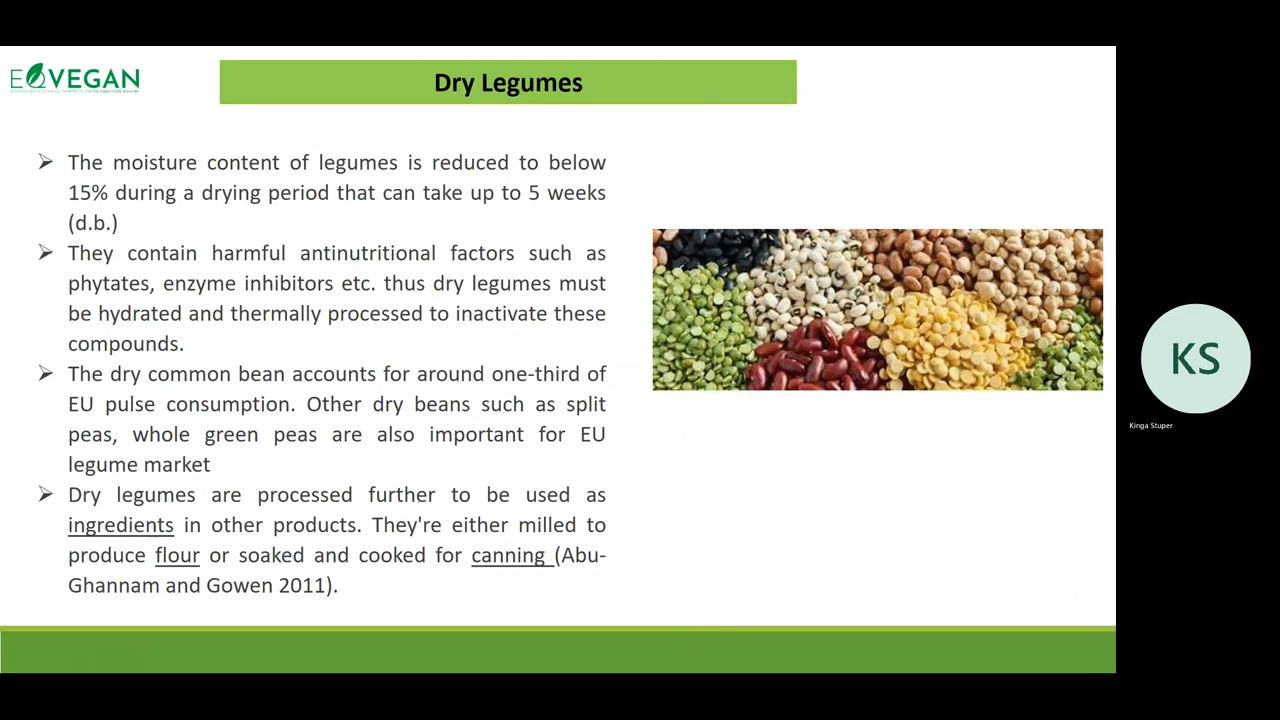 EQVEGAN
Dry Legumes
➢ The moisture content of legumes is reduced to below
15% during a drying period that can take up to 5 weeks
(d.b.)
➢ They contain harmful antinutritional factors such as
phytates, enzyme inhibitors etc. thus dry legumes must
be hydrated and thermally processed to inactivate these
compounds.
➢ The dry common bean accounts for around one-third of
EU pulse consumption. Other dry beans such as split
peas, whole green peas are also important for EU
legume market
➢ Dry legumes are processed further to be used as
ingredients in other products. They're either milled to
produce flour or soaked and cooked for canning (Abu-
Ghannam and Gowen 2011).
KS
Kinga Stuper